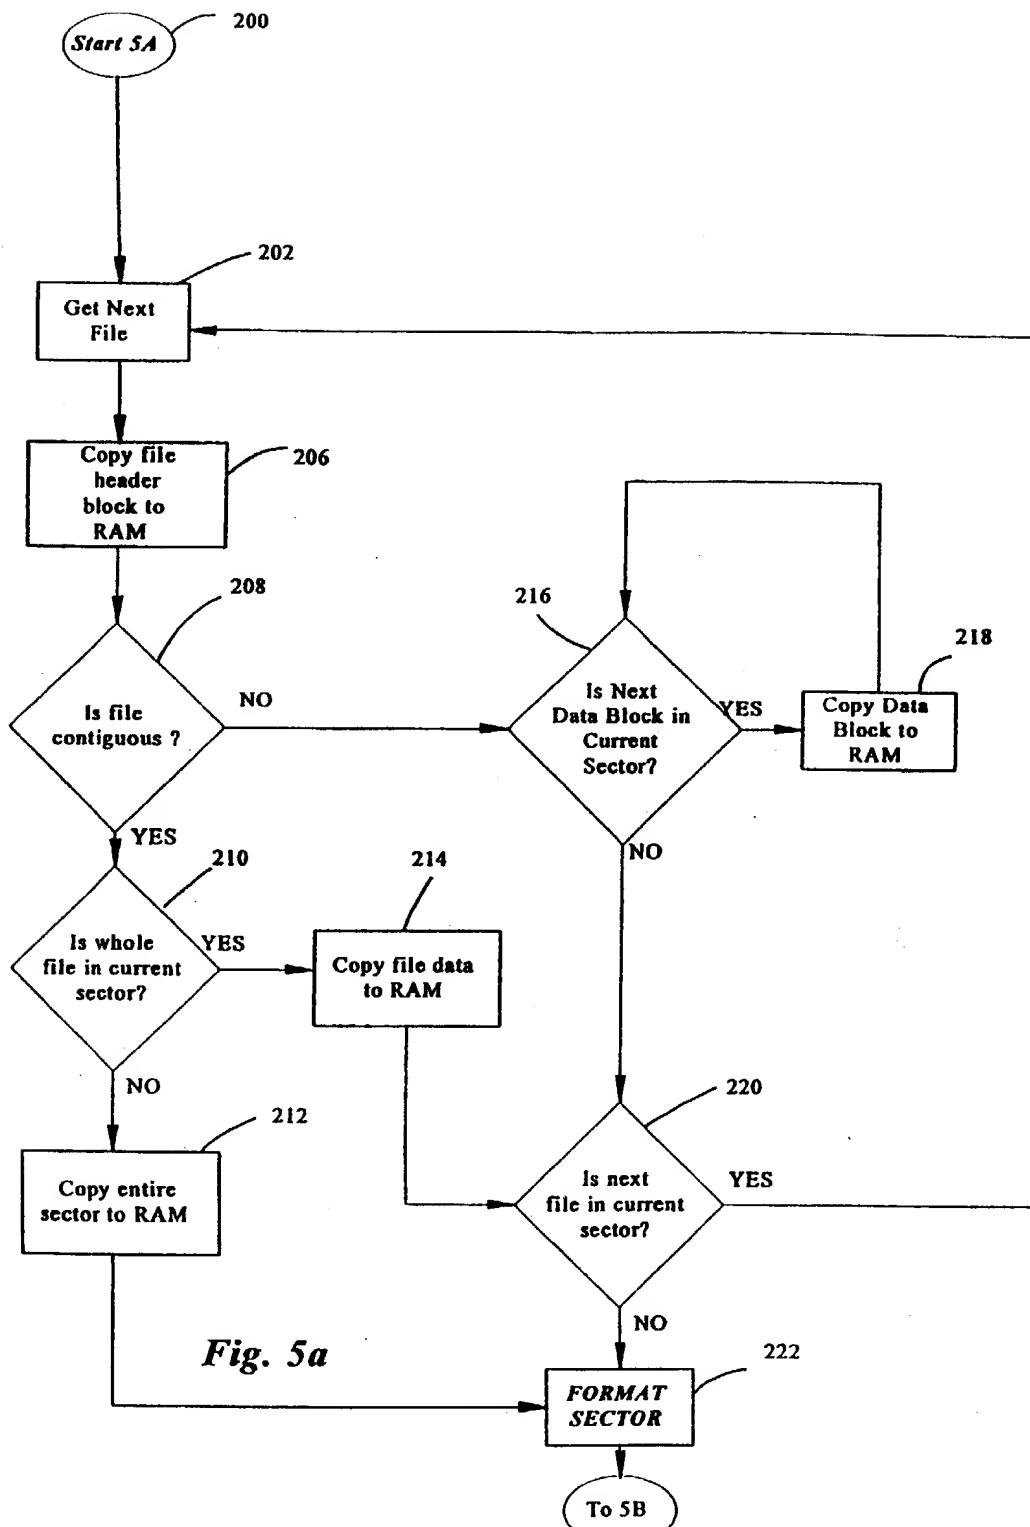 Start 5A
200
202
Get Next
File
Copy file
header
block to
RAM
206
208
Is file
contiguous ?
NO
YES
216
Is Next
Data Block in
Current
Sector?
YES
NO
218
Copy Data
Block to
RAM
210
Is whole
file in current
sector?
YES
NO
214
Copy file data
to RAM
212
Copy entire
sector to RAM
220
Is next
file in current
sector?
YES
NO
Fig. 5a
222
FORMAT
SECTOR
To 5B